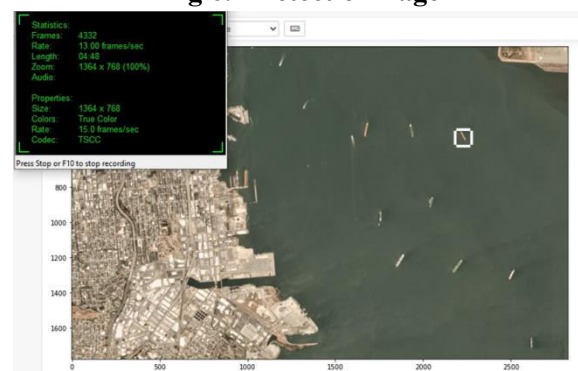 Statistics:
Frames: 4332
Rate: 13.00 frames/sec
Length: 04:48
Zoom: 1364 x 768 (100%)
Audio:
Properties:
Size: 1364 x 768
Colors: True Color
Rate: 15.0 frames/sec
Codec: TSCC
Press Stop or F10 to stop recording
800
1000
1200
1400
1600
0 500 1000 1500 2000 2500